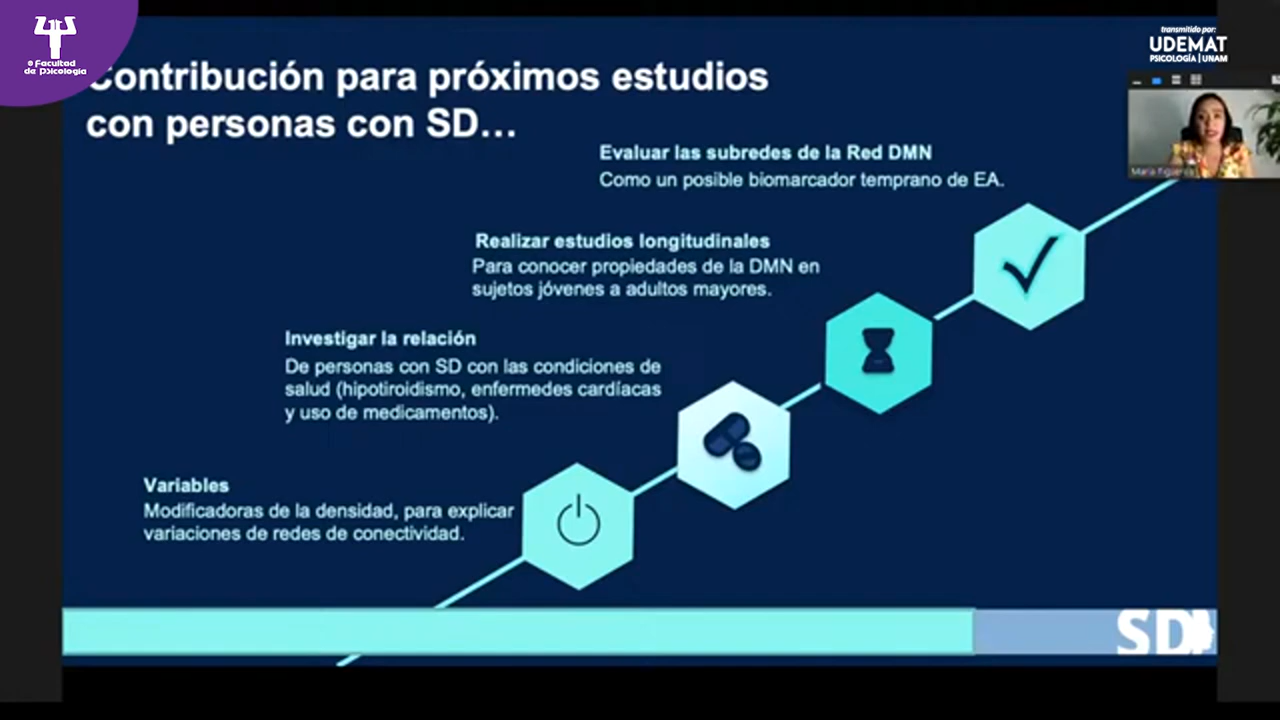 Facultad
de Psicología
transmitido por:
UDEMAT
PSICOLOGÍA | UNAM
Contribución para próximos estudios
con personas con SD...
Evaluar las subredes de la Red DMN
Como un posible biomarcador temprano de EA.
María Figueroa
Realizar estudios longitudinales
Para conocer propiedades de la DMN en
sujetos jóvenes a adultos mayores.
Investigar la relación
De personas con SD con las condiciones de
salud (hipotiroidismo, enfermedes cardíacas
y uso de medicamentos).
Variables
Modificadoras de la densidad, para explicar
variaciones de redes de conectividad.
SD